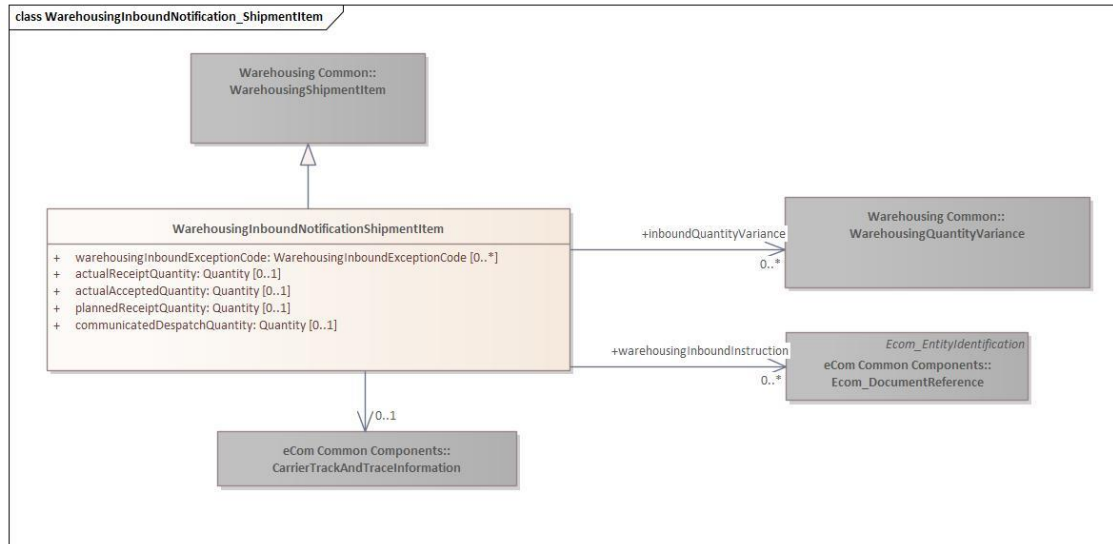 class WarehousingInboundNotification_ShipmentItem
Warehousing Common::
WarehousingShipmentItem
WarehousingInboundNotificationShipmentItem
+ warehousingInboundExceptionCode: WarehousingInboundExceptionCode [0..*]
+ actualReceiptQuantity: Quantity [0..1]
+ actualAcceptedQuantity: Quantity [0..1]
+ plannedReceiptQuantity: Quantity [0..1]
+ communicatedDespatchQuantity: Quantity [0..1]
+inboundQuantityVariance
0..*
Warehousing Common::
WarehousingQuantityVariance
+warehousingInboundInstruction
0..*
Ecom_EntityIdentification
eCom Common Components::
Ecom_DocumentReference
0..1
eCom Common Components::
CarrierTrackAndTraceInformation